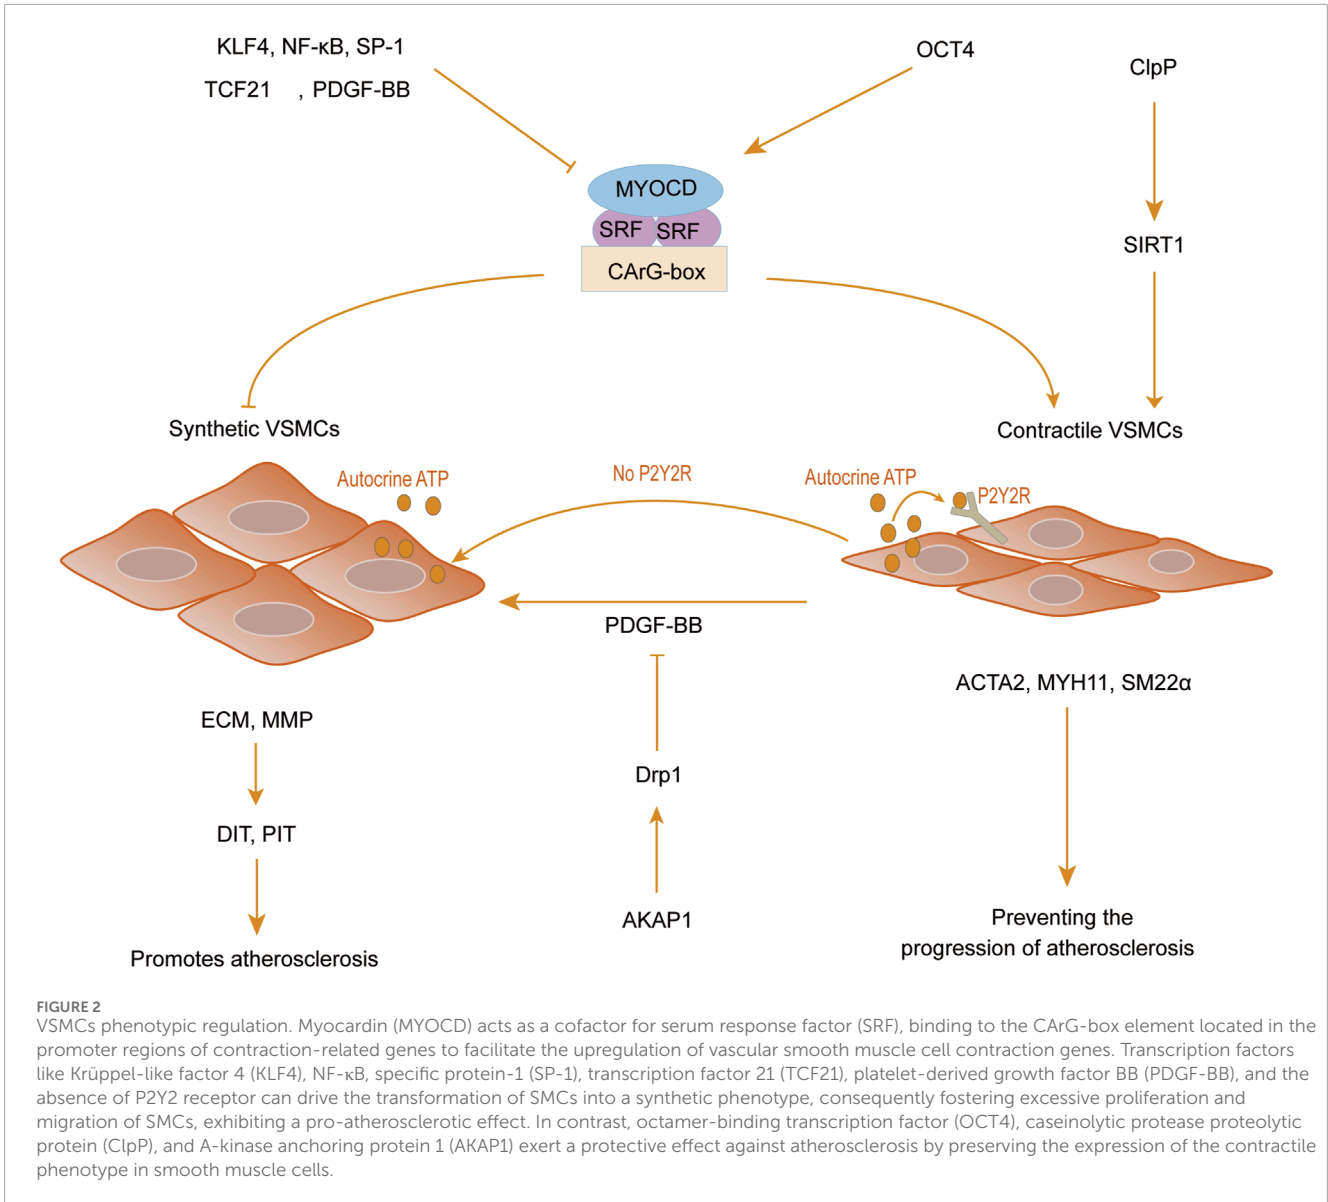 KLF4, NF-κB, SP-1
TCF21 , PDGF-BB
OCT4
ClpP
MYOCD
SRF SRF
CArG-box
SIRT1
Synthetic VSMCs
Contractile VSMCs
Autocrine ATP
No P2Y2R
Autocrine ATP
P2Y2R
PDGF-BB
ECM, MMP
ACTA2, MYH11, SM22α
Drp1
DIT, PIT
AKAP1
Promotes atherosclerosis
Preventing the
progression of atherosclerosis
FIGURE 2
VSMCs phenotypic regulation. Myocardin (MYOCD) acts as a cofactor for serum response factor (SRF), binding to the CArG-box element located in the
promoter regions of contraction-related genes to facilitate the upregulation of vascular smooth muscle cell contraction genes. Transcription factors
like Krüppel-like factor 4 (KLF4), NF-κB, specific protein-1 (SP-1), transcription factor 21 (TCF21), platelet-derived growth factor BB (PDGF-BB), and the
absence of P2Y2 receptor can drive the transformation of SMCs into a synthetic phenotype, consequently fostering excessive proliferation and
migration of SMCs, exhibiting a pro-atherosclerotic effect. In contrast, octamer-binding transcription factor (OCT4), caseinolytic protease proteolytic
protein (ClpP), and A-kinase anchoring protein 1 (AKAP1) exert a protective effect against atherosclerosis by preserving the expression of the contractile
phenotype in smooth muscle cells.